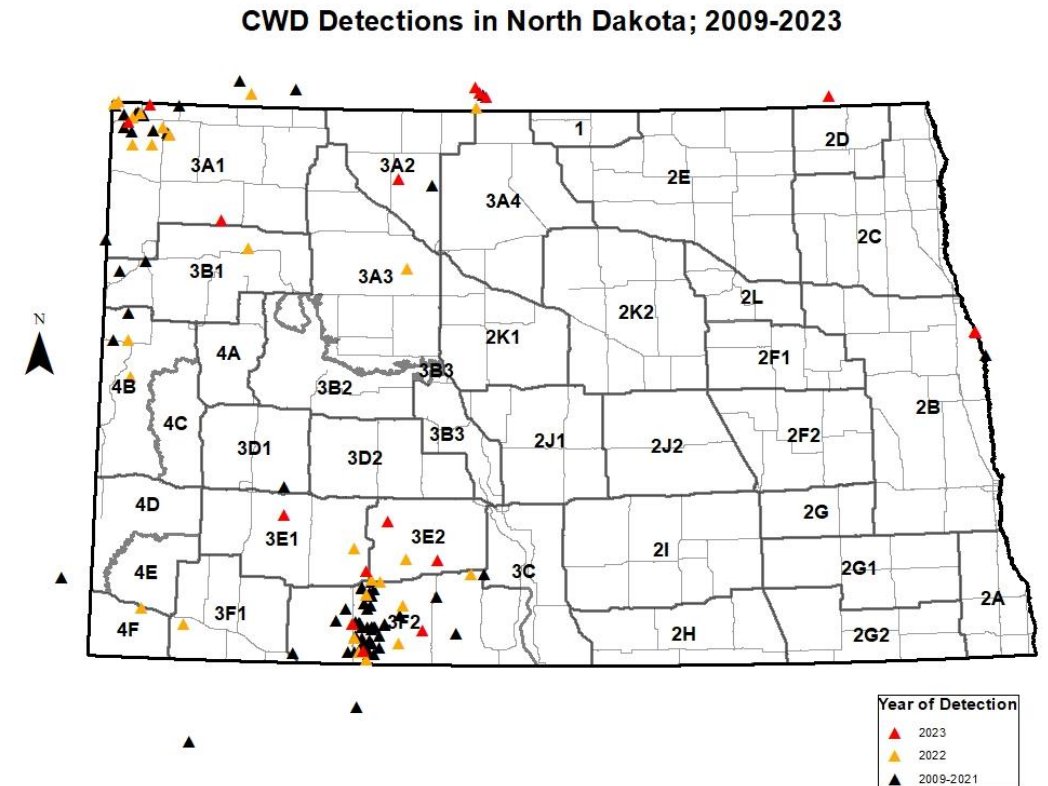 CWD Detections in North Dakota; 2009-2023
1
2D
3A1
3A2
2E
3A4
2C
3B1
3A3
2L
2K2
N
2K1
4A
2F1
3B3
4B
3B2
2B
4C
3B3
2F2
3D1
2J1
2J2
3D2
4D
2G
3E1
3E2
2I
4E
3C
2G1
2A
3F1
3F2
4F
2H
2G2
Year of Detection
2023
2022
2009-2021